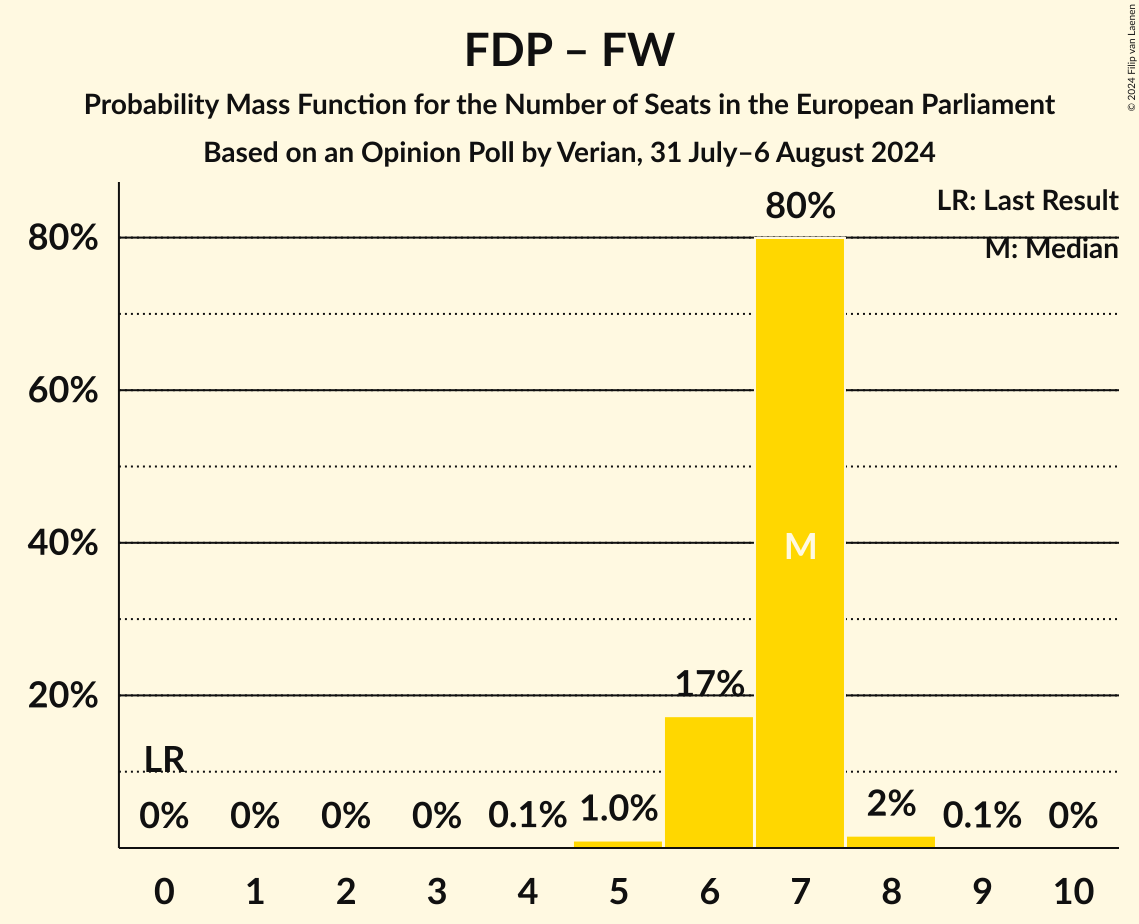 FDP – FW
Probability Mass Function for the Number of Seats in the European Parliament
Based on an Opinion Poll by Verian, 31 July–6 August 2024
© 2024 Filip van Laenen
LR: Last Result
M: Median
80%
60%
40%
20%
LR
0%
0%
0%
0%
0.1%
1.0%
17%
80%
M
2%
0.1%
0%
0 1 2 3 4 5 6 7 8 9 10